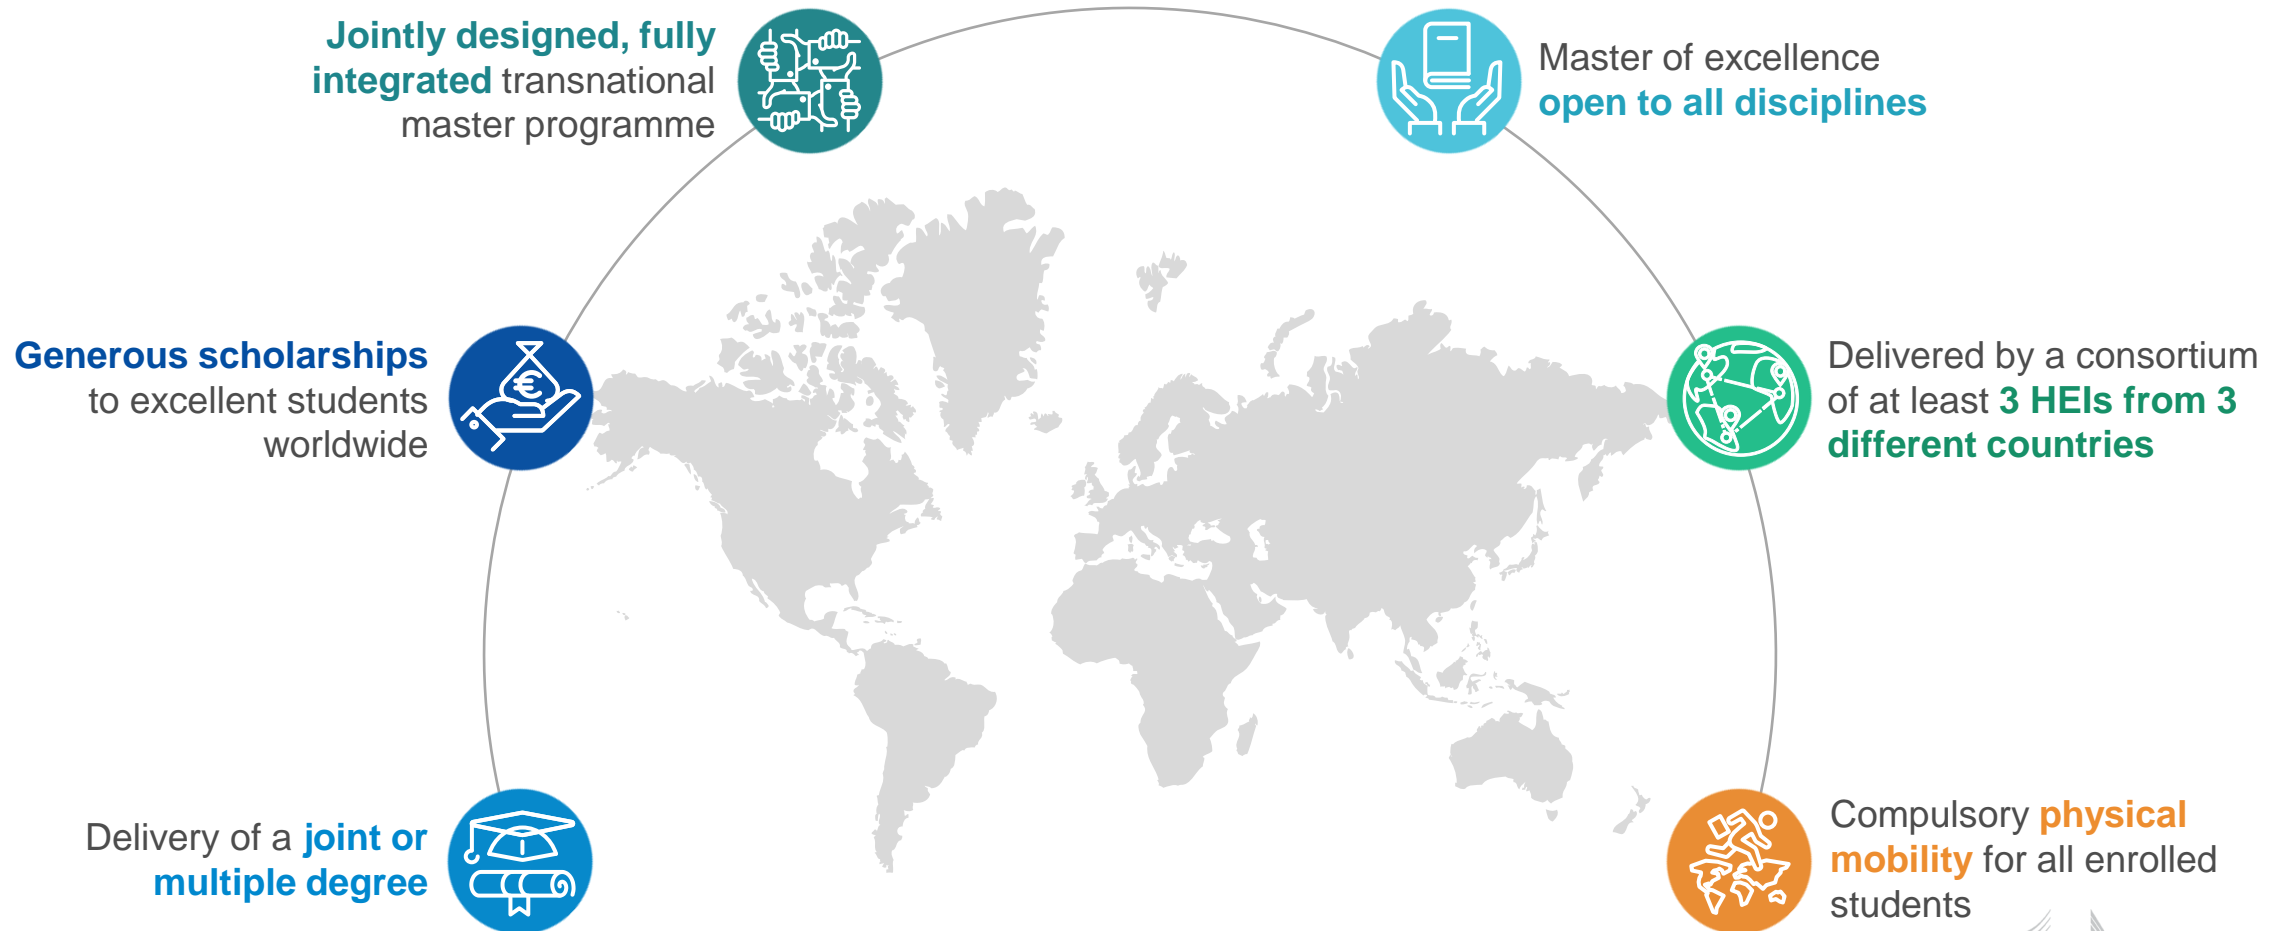 Jointly designed, fully
integrated transnational
master programme
Master of excellence
open to all disciplines
Generous scholarships
to excellent students
worldwide
€
Delivered by a consortium
of at least 3 HEIs from 3
different countries
Delivery of a joint or
multiple degree
Compulsory physical
mobility for all enrolled
students